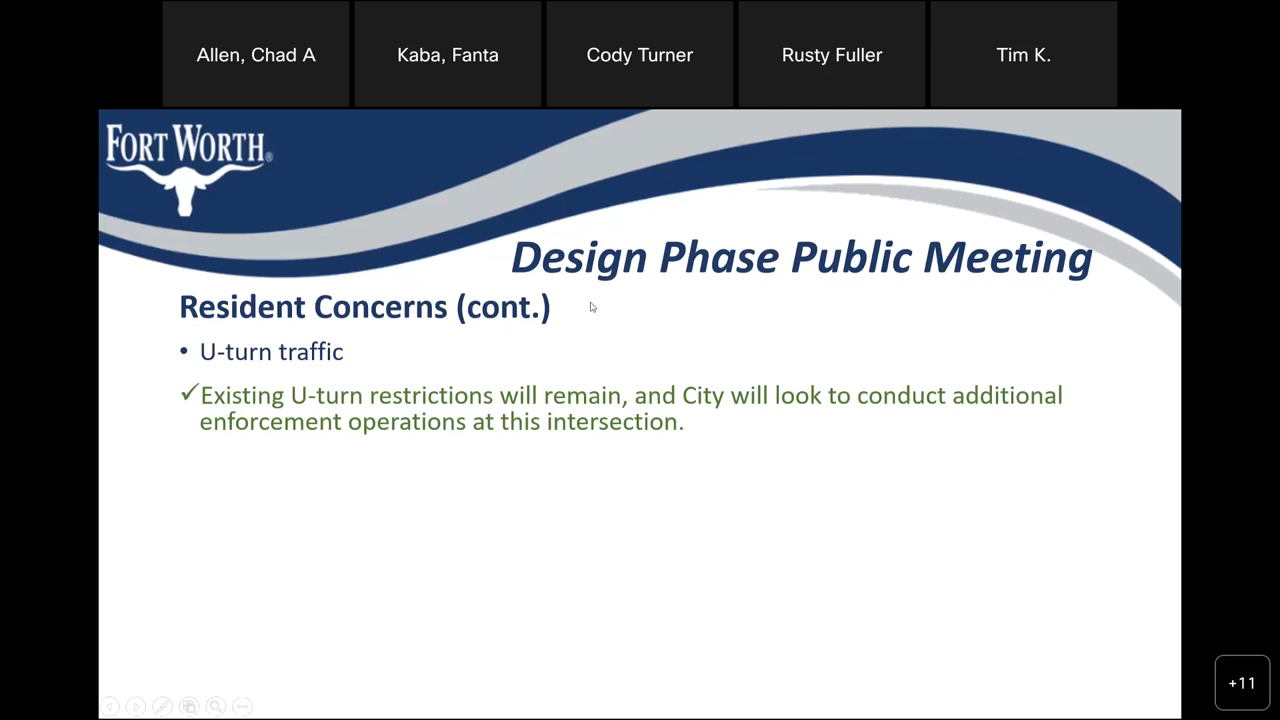 Allen, Chad A
Kaba, Fanta
Cody Turner
Rusty Fuller
Tim K.
FORT WORTH®
Design Phase Public Meeting
Resident Concerns (cont.)
• U-turn traffic
✓Existing U-turn restrictions will remain, and City will look to conduct additional
enforcement operations at this intersection.
+11